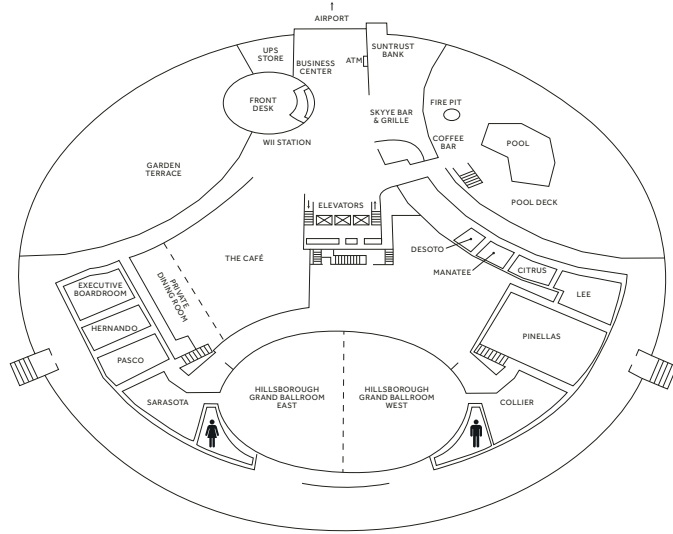 AIRPORT
UPS
STORE
BUSINESS
CENTER
ATM
SUNTRUST
BANK
FRONT
DESK
SKYYE BAR
& GRILLE
FIRE PIT
WII STATION
COFFEE
BAR
POOL
GARDEN
TERRACE
POOL DECK
ELEVATORS
THE CAFÉ
DESOTO
MANATEE
CITRUS
LEE
EXECUTIVE
BOARDROOM
PRIVATE
DINING ROOM
HERNANDO
PINELLAS
PASCO
SARASOTA
HILLSBOROUGH
GRAND BALLROOM
EAST
HILLSBOROUGH
GRAND BALLROOM
WEST
COLLIER